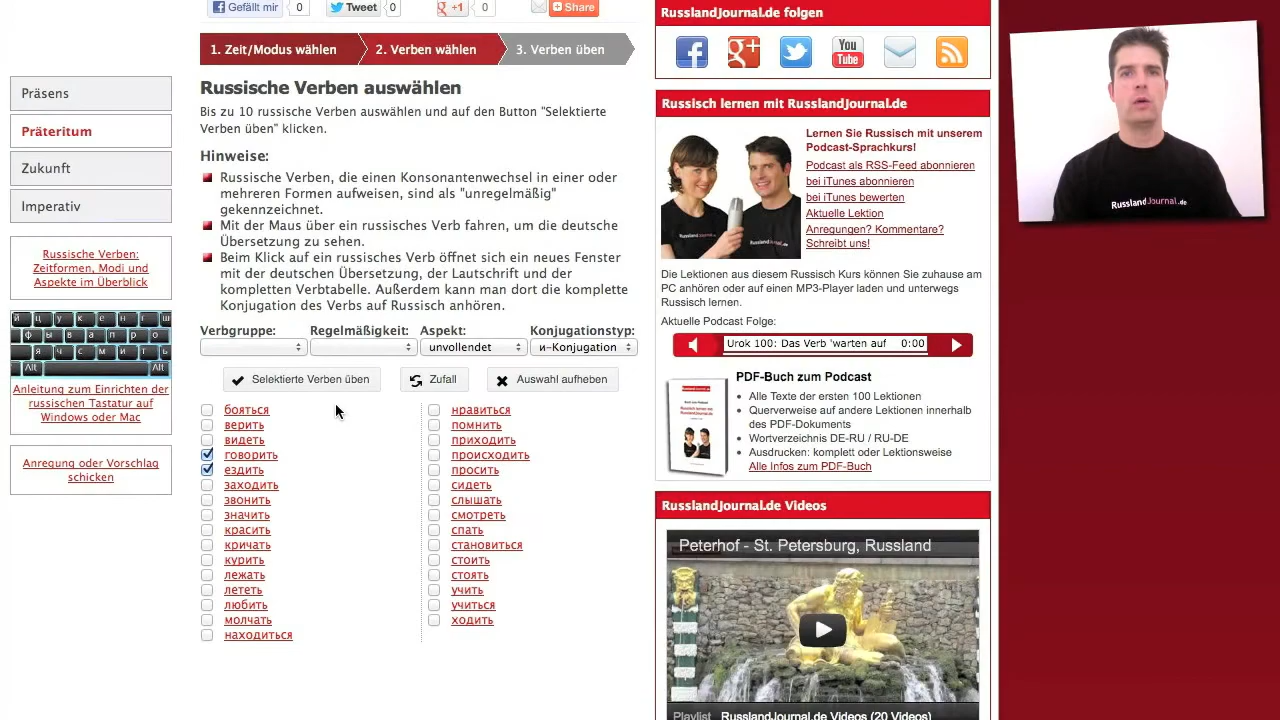 Gefällt mir 0 Tweet 0 +1 0 Share
1. Zeit/Modus wählen 2. Verben wählen 3. Verben üben
Präsens
Präteritum
Zukunft
Imperativ
Russische Verben:
Zeitformen, Modi und
Aspekte im Überblick
Alt Alt
Anleitung zum Einrichten der
russischen Tastatur auf
Windows oder Mac
Anregung oder Vorschlag
schicken
Russische Verben auswählen
Bis zu 10 russische Verben auswählen und auf den Button "Selektierte
Verben üben" klicken.
Hinweise:
Russische Verben, die einen Konsonantenwechsel in einer oder
mehreren Formen aufweisen, sind als "unregelmäßig"
gekennzeichnet.
Mit der Maus über ein russisches Verb fahren, um die deutsche
Übersetzung zu sehen.
Beim Klick auf ein russisches Verb öffnet sich ein neues Fenster
mit der deutschen Übersetzung, der Lautschrift und der
kompletten Verbtabelle. Außerdem kann man dort die komplette
Konjugation des Verbs auf Russisch anhören.
Verbgruppe: Regelmäßigkeit: Aspekt: Konjugationstyp:
unvollendet и-Konjugation
Selektierte Verben üben Zufall Auswahl aufheben
бояться
верить
видеть
говорить
ездить
заходить
звонить
значить
красить
кричать
курить
лежать
лететь
любить
молчать
находиться
нравиться
помнить
приходить
происходить
просить
сидеть
слышать
смотреть
спать
становиться
стоить
стоять
учить
учиться
ходить
RusslandJournal.de folgen
You
Tube
Russisch lernen mit RusslandJournal.de
Lernen Sie Russisch mit unserem
Podcast-Sprachkurs!
Podcast als RSS-Feed abonnieren
bei iTunes abonnieren
bei iTunes bewerten
Aktuelle Lektion
Anregungen? Kommentare?
Schreibt uns!
Die Lektionen aus diesem Russisch Kurs können Sie zuhause am
PC anhören oder auf einen MP3-Player laden und unterwegs
Russisch lernen.
Aktuelle Podcast Folge:
Urok 100: Das Verb 'warten auf 0:00
PDF-Buch zum Podcast
Alle Texte der ersten 100 Lektionen
Querverweise auf andere Lektionen innerhalb
des PDF-Dokuments
Wortverzeichnis DE-RU / RU-DE
Ausdrucken: komplett oder Lektionsweise
Alle Infos zum PDF-Buch
RusslandJournal.de Videos
Peterhof - St. Petersburg, Russland
Playlist RusslandJournal.de Videos (20 Videos)
RusslandJournal.de